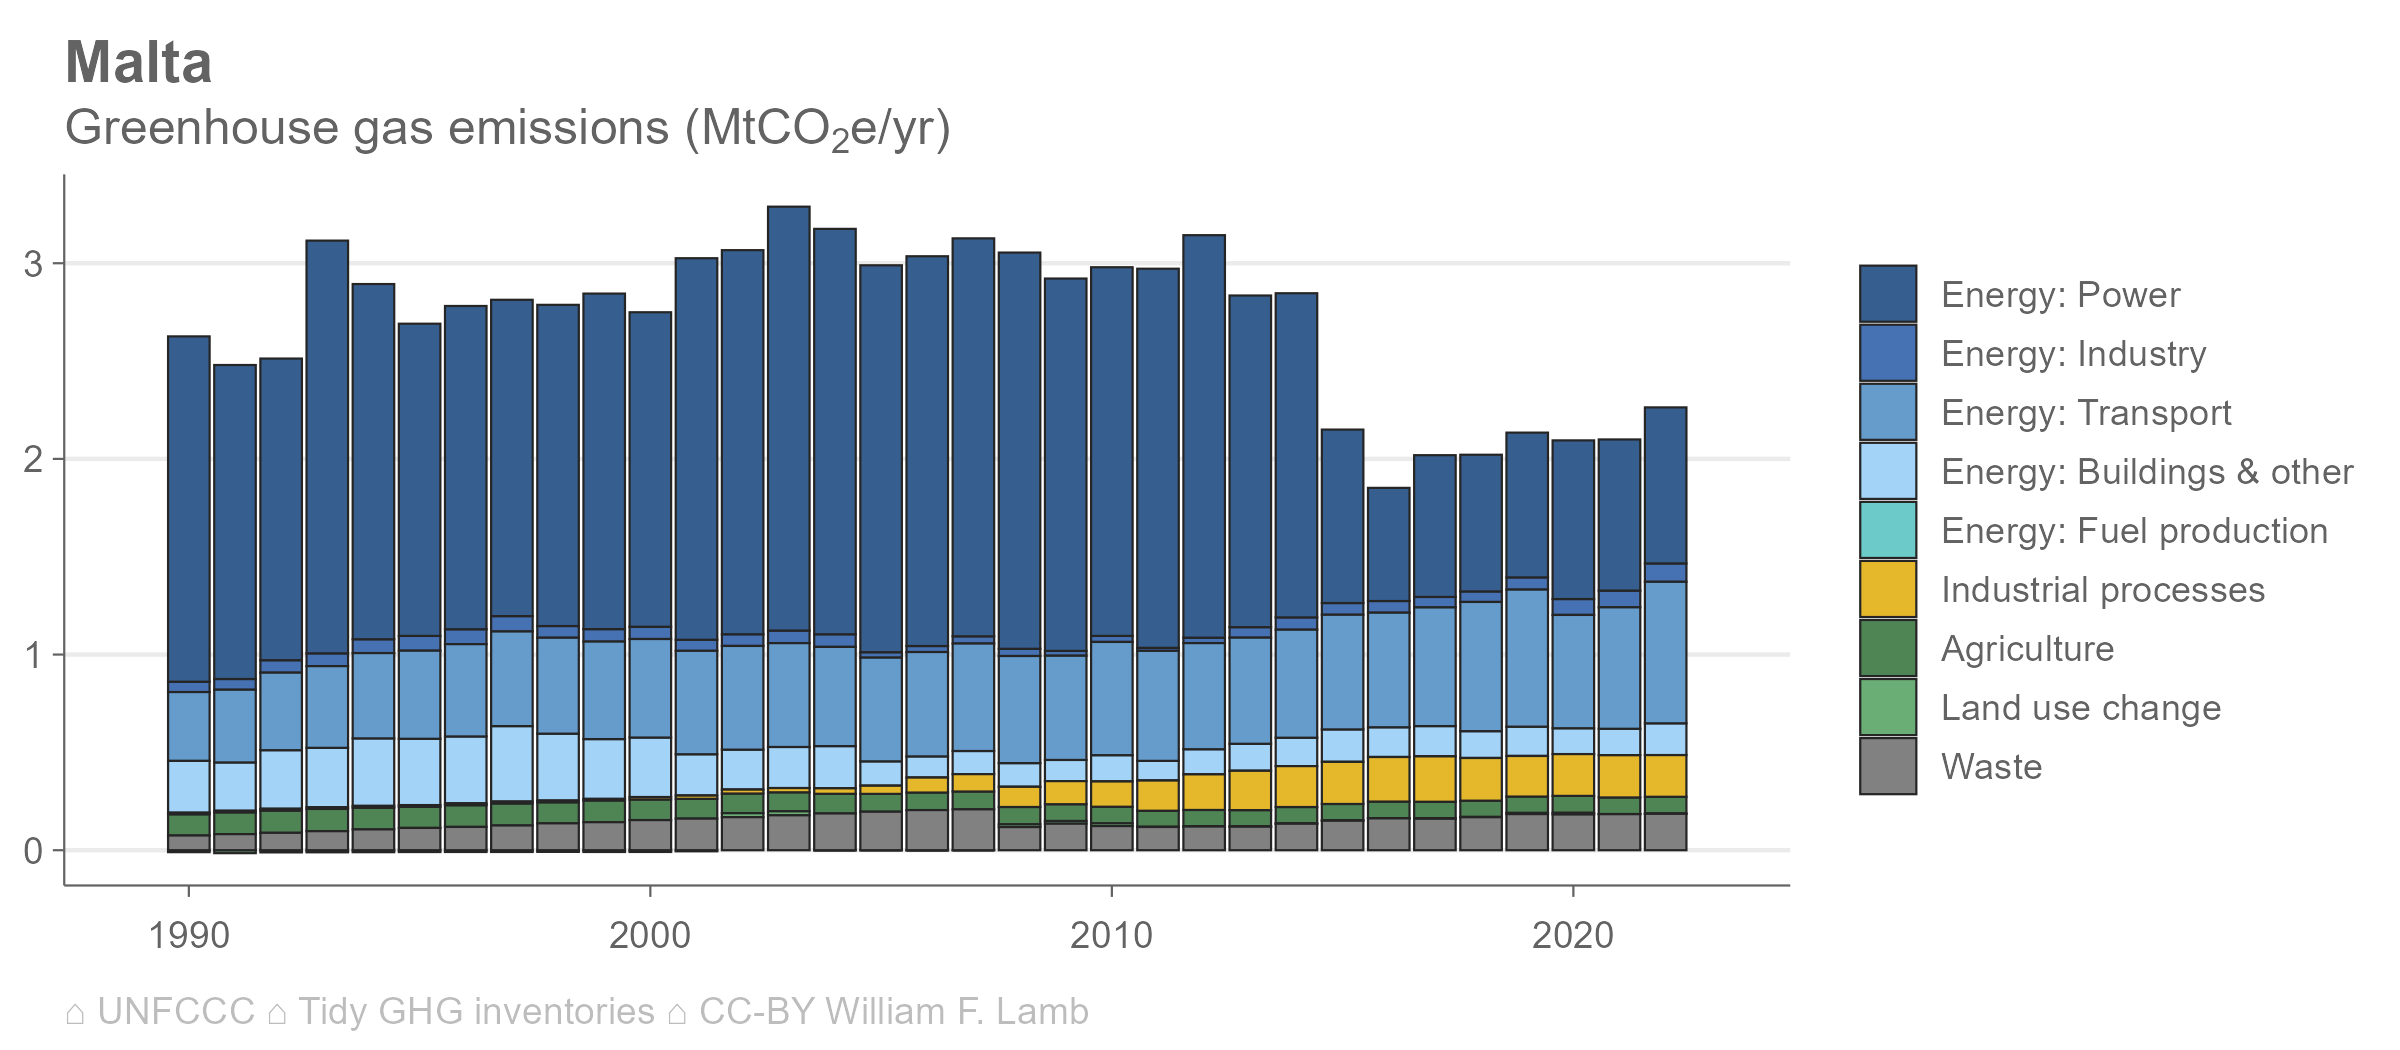 Malta
Greenhouse gas emissions (MtCO₂e/yr)
3
2
1
0
1990 2000 2010 2020
Energy: Power
Energy: Industry
Energy: Transport
Energy: Buildings & other
Energy: Fuel production
Industrial processes
Agriculture
Land use change
Waste
⌂ UNFCCC ⌂ Tidy GHG inventories ⌂ CC-BY William F. Lamb